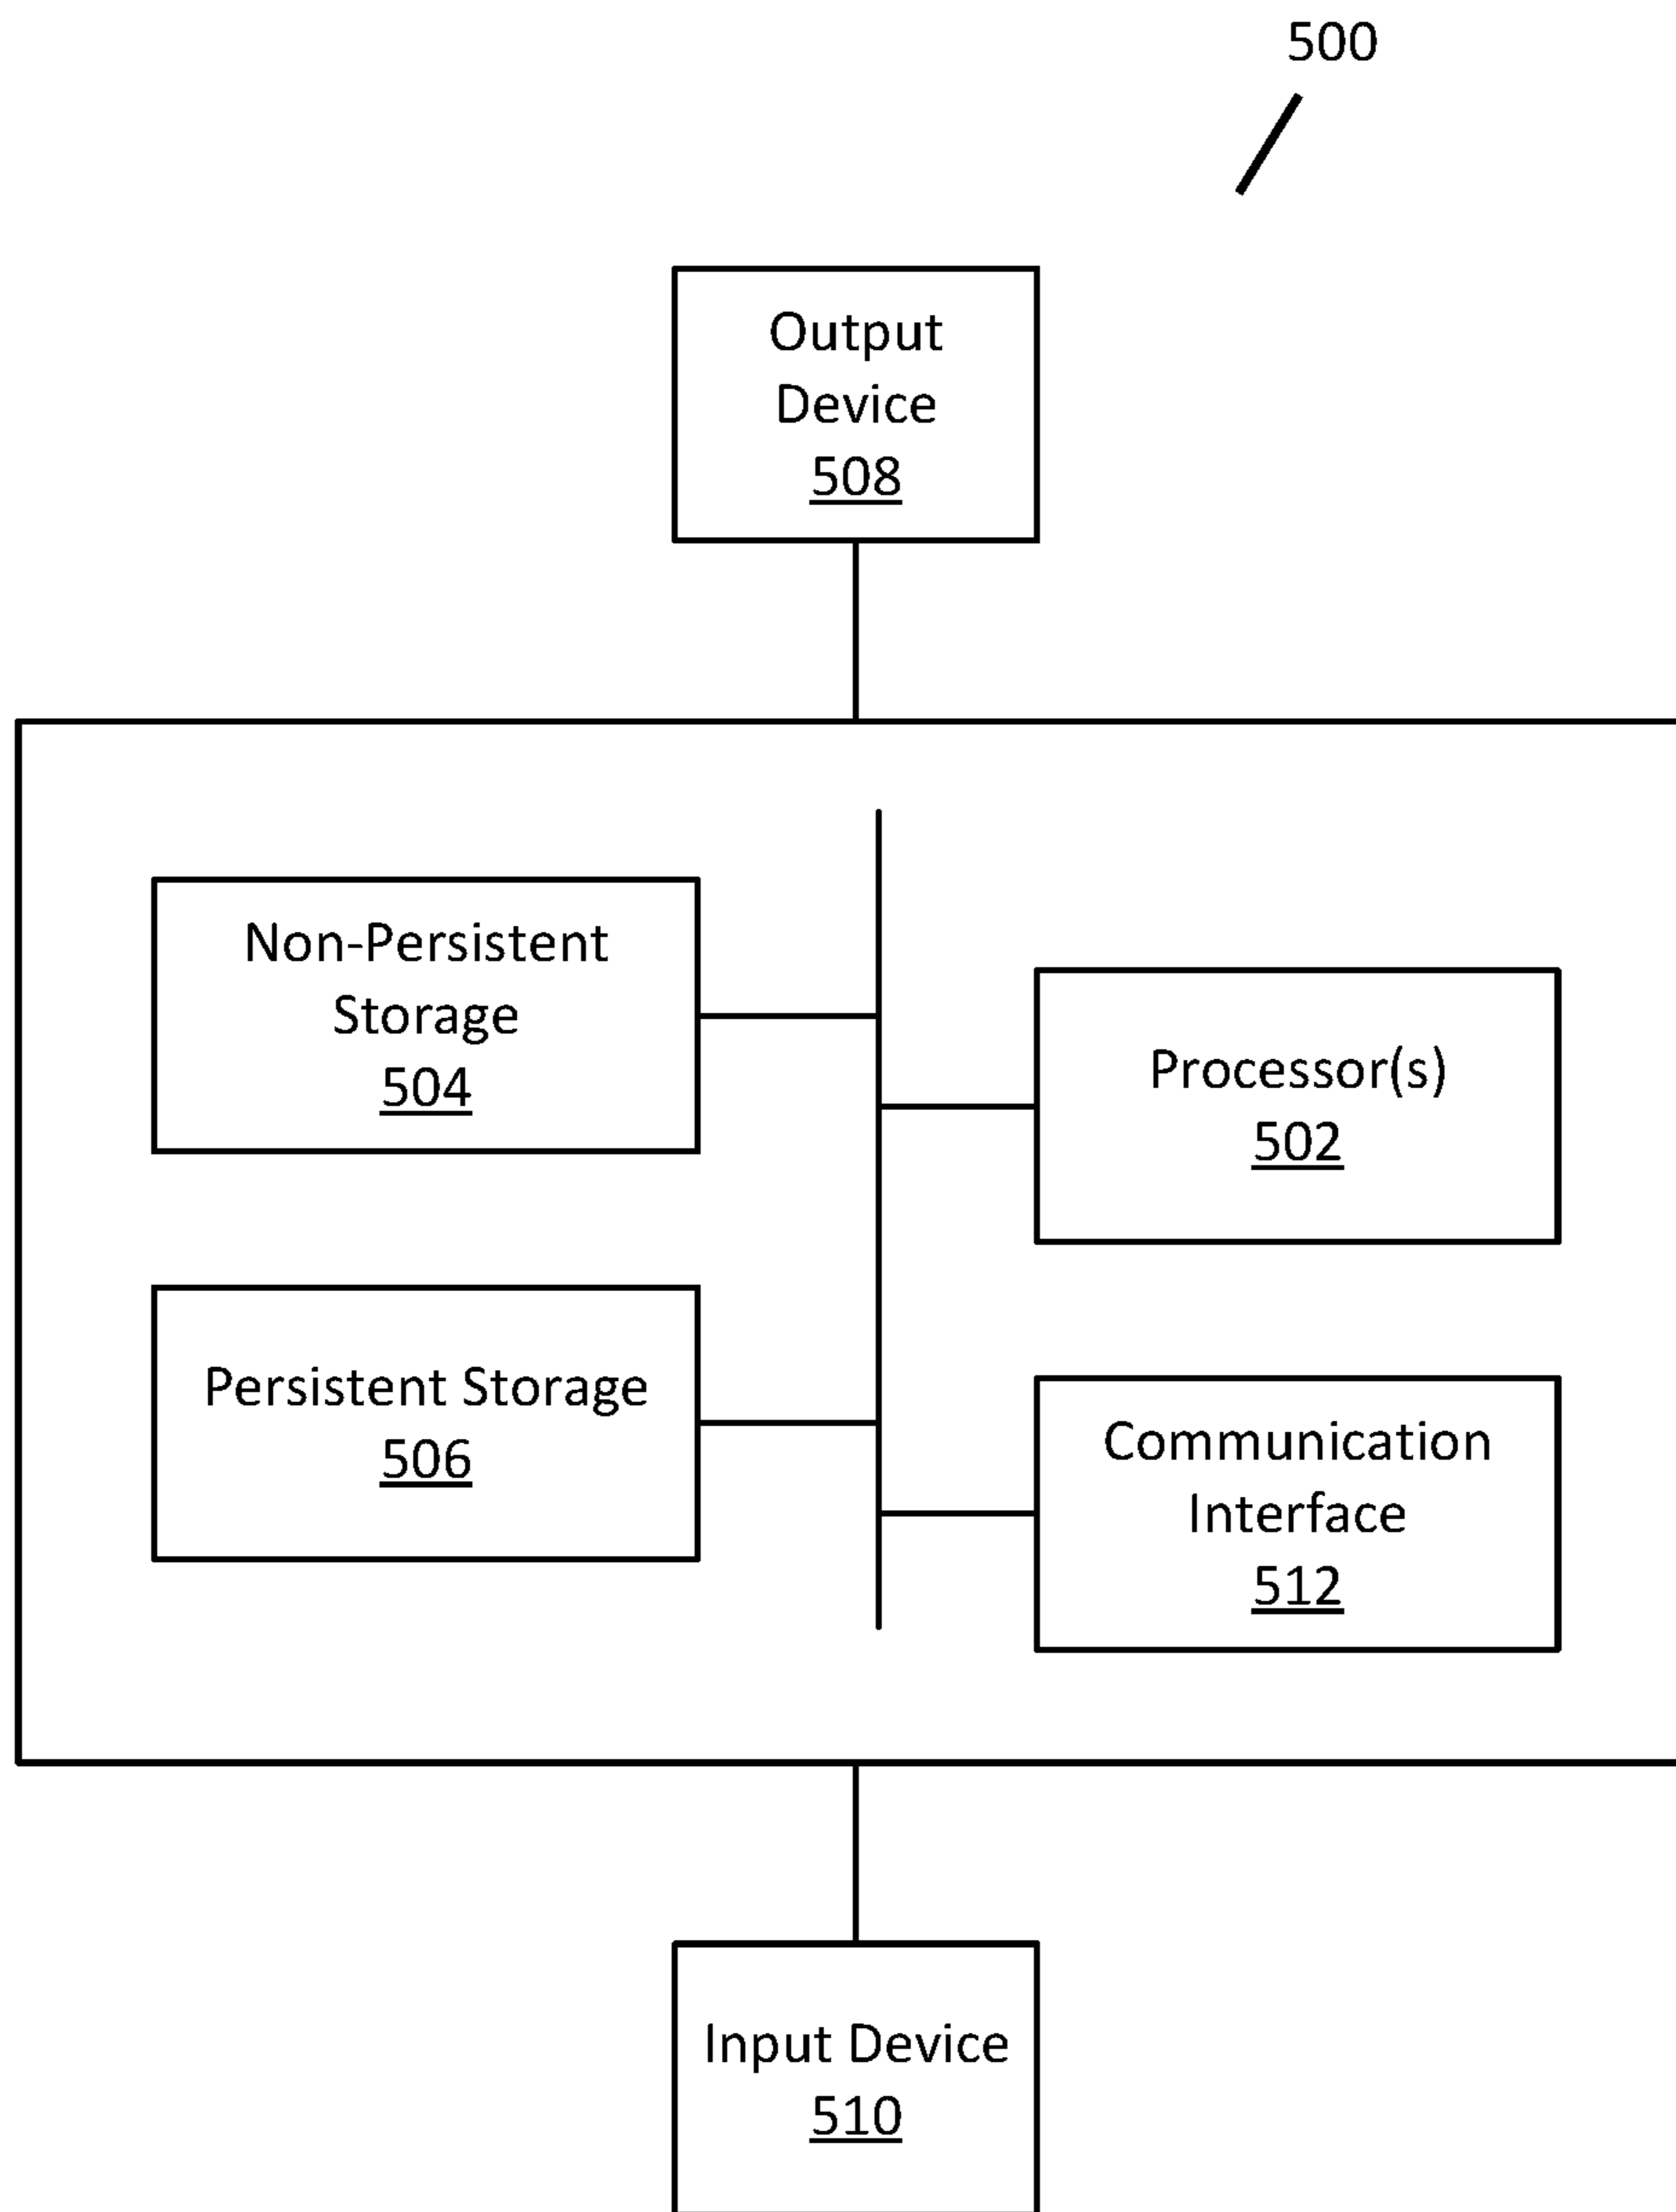 500
Output
Device
508
Non-Persistent
Storage
504
Processor(s)
502
Persistent Storage
506
Communication
Interface
512
Input Device
510